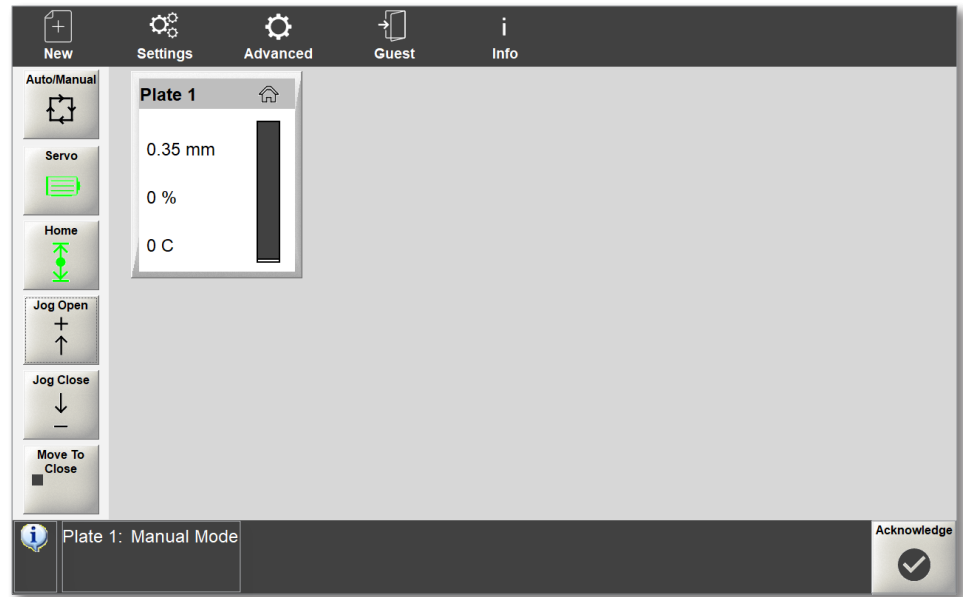 New
Settings
Advanced
Guest
i
Info
Auto/Manual
Servo
Home
Jog Open
+
Jog Close
–
Move To
Close
Plate 1
0.35 mm
0 %
0 C
Plate 1: Manual Mode
Acknowledge